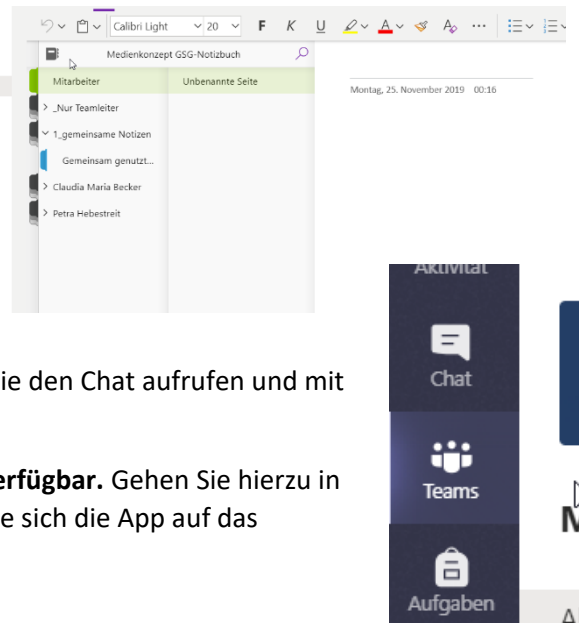 Calibri Light 20 F K U A A
Medienkonzept GSG-Notizbuch
Mitarbeiter
Unbenannte Seite
Montag, 25. November 2019 00:16
_Nur Teamleiter
1_gemeinsame Notizen
Gemeinsam genutzt...
Claudia Maria Becker
Petra Hebestreit
Aktivität
Chat
Teams
Aufgaben
ie den Chat aufrufen und mit
erfügbar. Gehen Sie hierzu in
e sich die App auf das